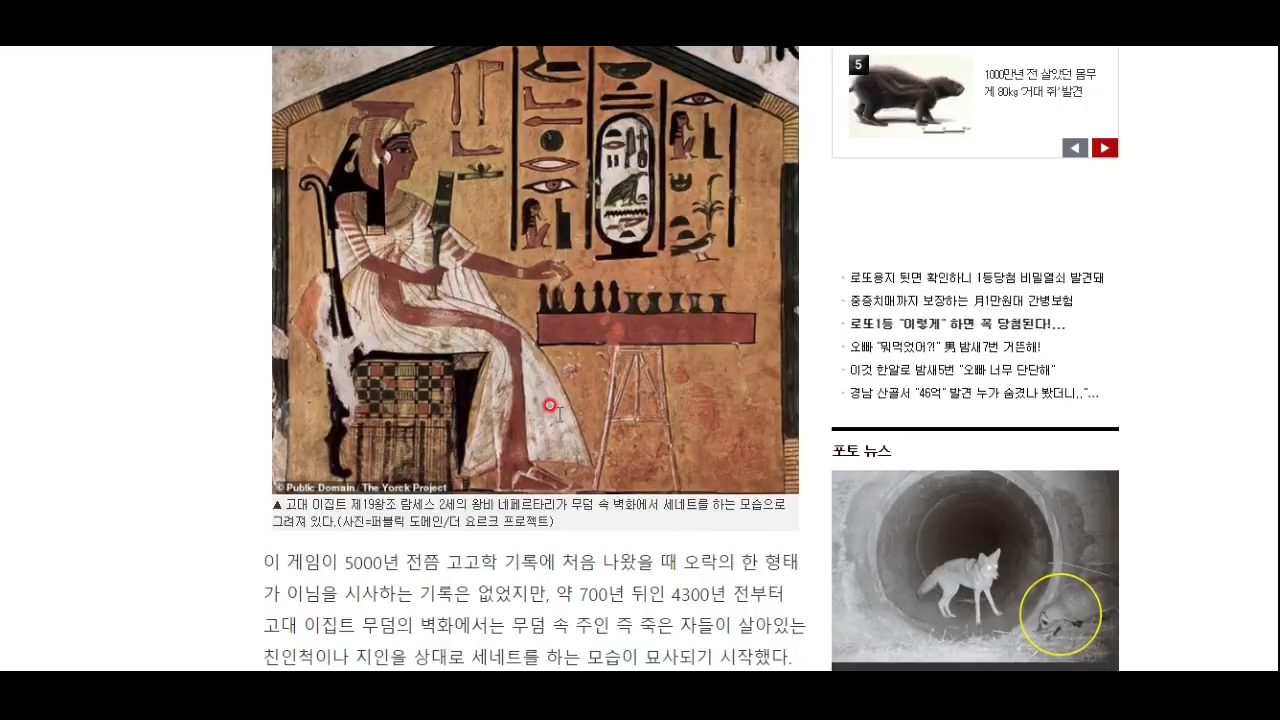 © Public Domain / The Yorck Project
▲ 고대 이집트 제19왕조 람세스 2세의 왕비 네페르타리가 무덤 속 벽화에서 세네트를 하는 모습으로
그려져 있다.(사진=퍼블릭 도메인/더 요르크 프로젝트)
이 게임이 5000년 전쯤 고고학 기록에 처음 나왔을 때 오락의 한 형태
가 이님을 시사하는 기록은 없었지만, 약 700년 뒤인 4300년 전부터
고대 이집트 무덤의 벽화에서는 무덤 속 주인 즉 죽은 자들이 살아있는
친인척이나 지인을 상대로 세네트를 하는 모습이 묘사되기 시작했다.
5
1000만년 전 살았던 몸무
게 80kg ‘거대 쥐’ 발견
· 로또용지 뒷면 확인하니 1등당첨 비밀열쇠 발견돼
· 중증치매까지 보장하는 月1만원대 간병보험
· 로또1등 "이렇게" 하면 꼭 당첨된다!...
· 오빠 "뭐먹었어?!" 男 밤새7번 거뜬해!
· 이것 한알로 밤새5번 "오빠 너무 단단해"
· 경남 산골서 "46억" 발견 누가 숨겼나 봤더니,,"...
포토 뉴스